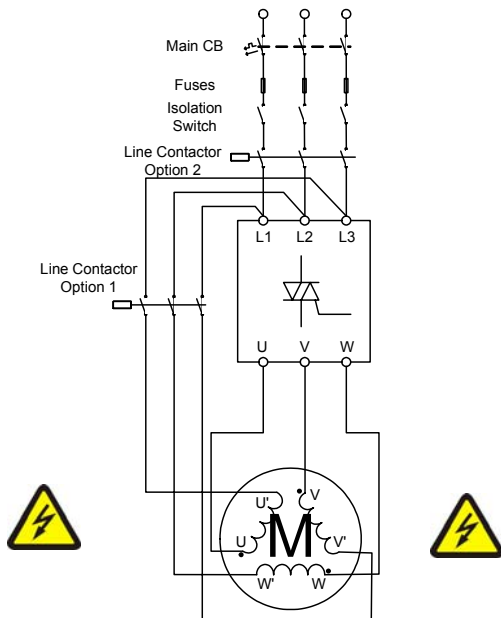 Main CB
Fuses
Isolation
Switch
Line Contactor
Option 2
L1 L2 L3
Line Contactor
Option 1
U V W
U' V
U M V'
W' W